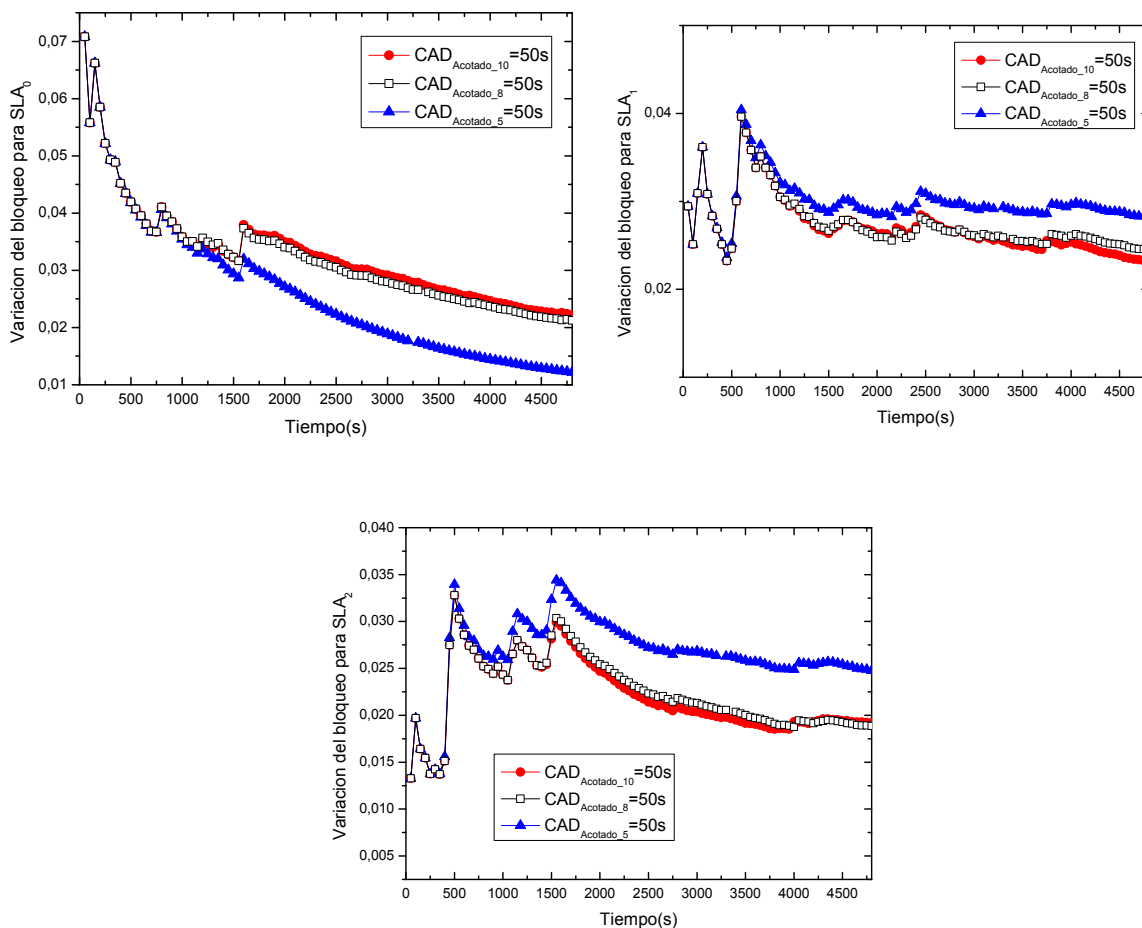 Variacion del bloqueo para SLA0
0,07
0,06
0,05
0,04
0,03
0,02
0,01
CADAcotado_10=50s
CADAcotado_8=50s
CADAcotado_5=50s
0 500 1000 1500 2000 2500 3000 3500 4000 4500
Tiempo(s)
Variacion del bloqueo para SLA1
0,04
0,02
CADAcotado_10=50s
CADAcotado_8=50s
CADAcotado_5=50s
0 500 1000 1500 2000 2500 3000 3500 4000 4500
Tiempo(s)
Variacion del bloqueo para SLA2
0,040
0,035
0,030
0,025
0,020
0,015
0,010
0,005
CADAcotado_10=50s
CADAcotado_8=50s
CADAcotado_5=50s
0 500 1000 1500 2000 2500 3000 3500 4000 4500
Tiempo(s)